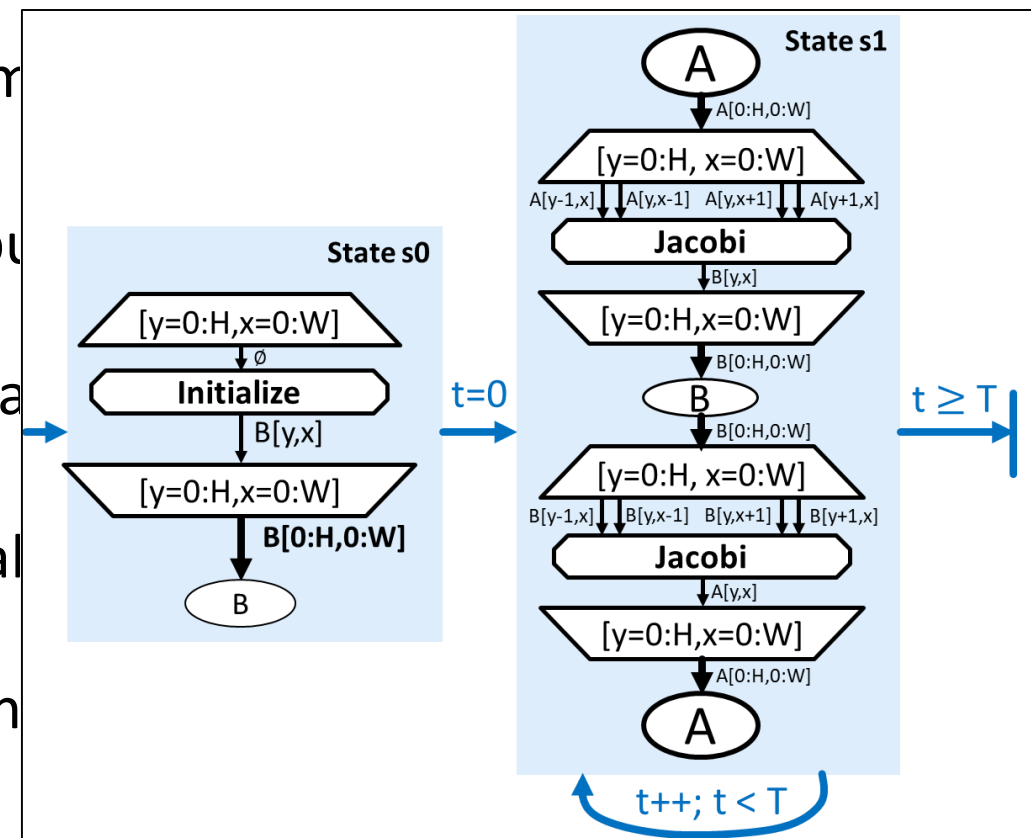 State s0
[y=0:H,x=0:W]
∅
Initialize
B[y,x]
[y=0:H,x=0:W]
B[0:H,0:W]
B
t=0
State s1
A
A[0:H,0:W]
[y=0:H, x=0:W]
A[y-1,x] A[y,x-1] A[y,x+1] A[y+1,x]
Jacobi
B[y,x]
[y=0:H,x=0:W]
B[0:H,0:W]
B
B[0:H,0:W]
[y=0:H, x=0:W]
B[y-1,x] B[y,x-1] B[y,x+1] B[y+1,x]
Jacobi
A[y,x]
[y=0:H,x=0:W]
A[0:H,0:W]
A
t++; t < T
t ≥ T